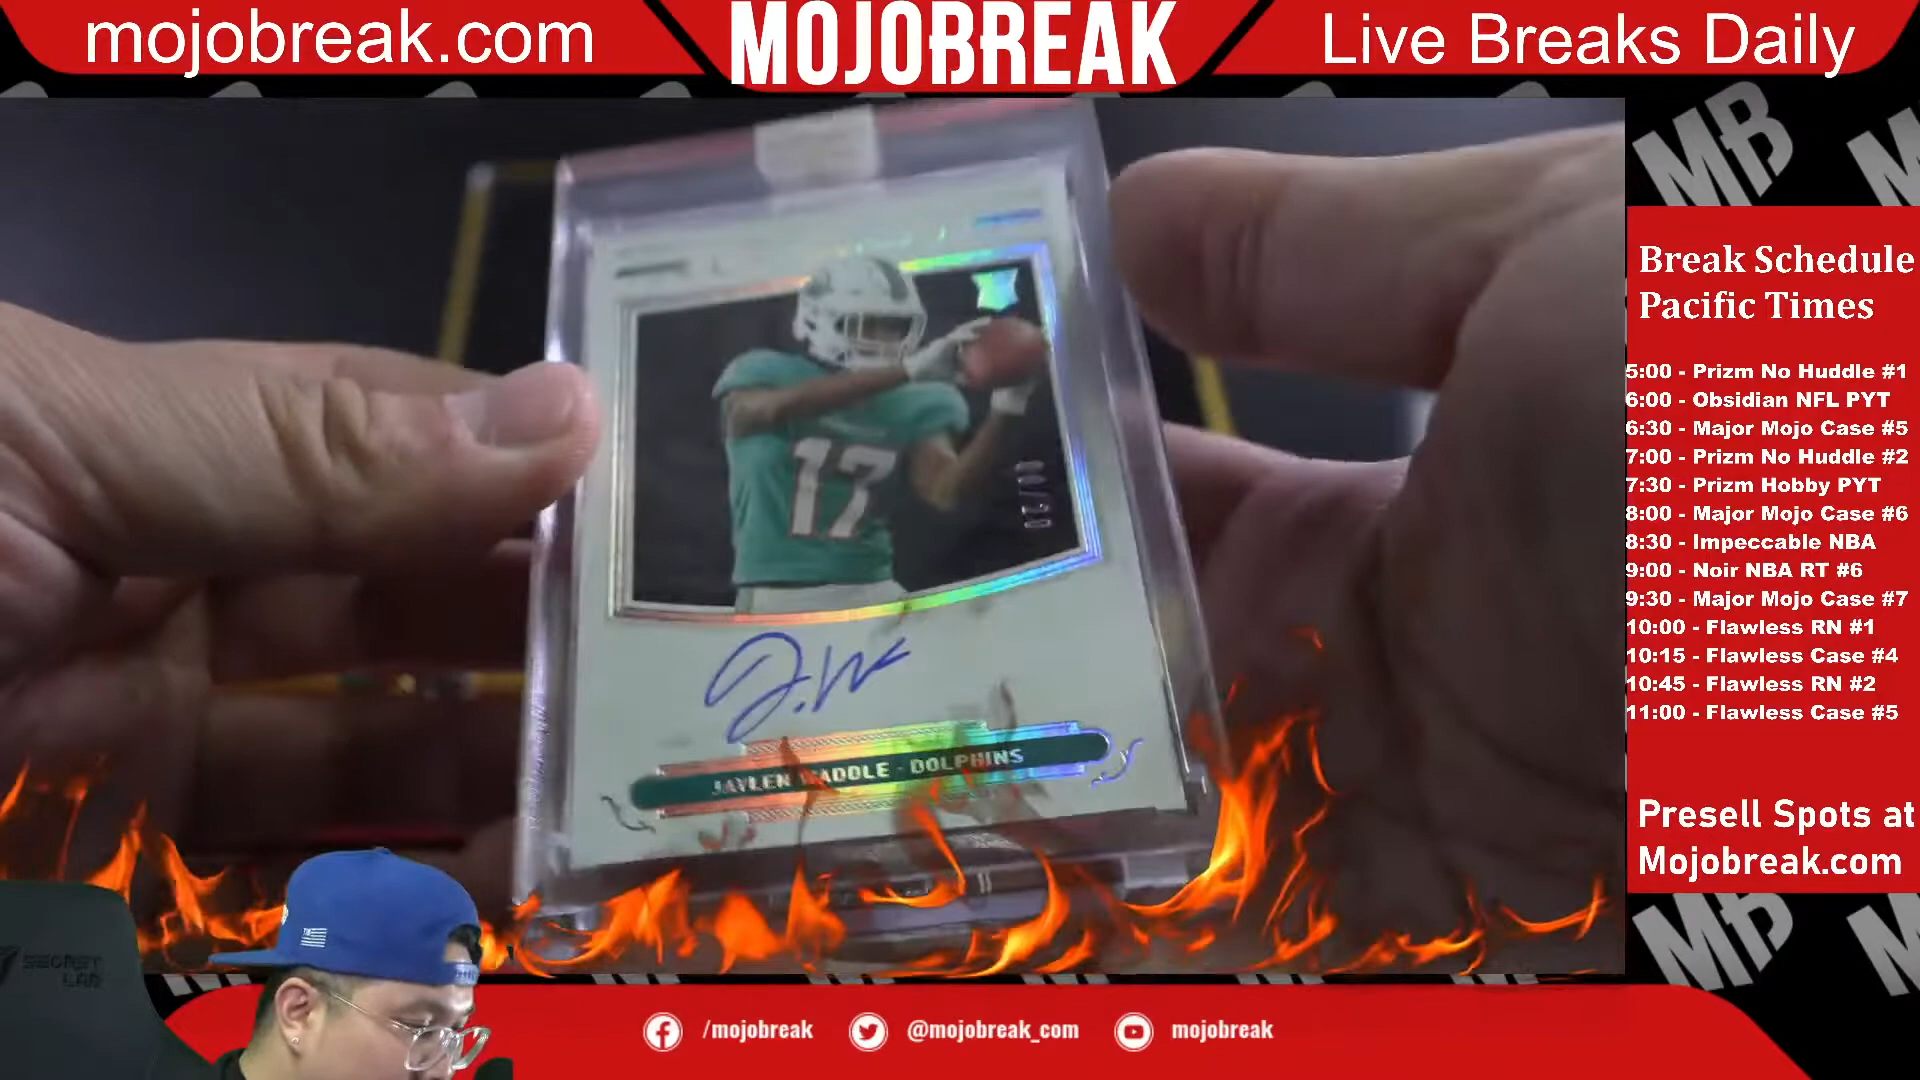 mojobreak.com
MOJOBREAK
Live Breaks Daily
MB
Break Schedule
Pacific Times
5:00 - Prizm No Huddle #1
6:00 - Obsidian NFL PYT
6:30 - Major Mojo Case #5
7:00 - Prizm No Huddle #2
7:30 - Prizm Hobby PYT
8:00 - Major Mojo Case #6
8:30 - Impeccable NBA
9:00 - Noir NBA RT #6
9:30 - Major Mojo Case #7
10:00 - Flawless RN #1
10:15 - Flawless Case #4
10:45 - Flawless RN #2
11:00 - Flawless Case #5
Presell Spots at
Mojobreak.com
MB
17
J.W
JAYLEN WADDLE - DOLPHINS
SECRET
LAB
/mojobreak
@mojobreak_com
mojobreak